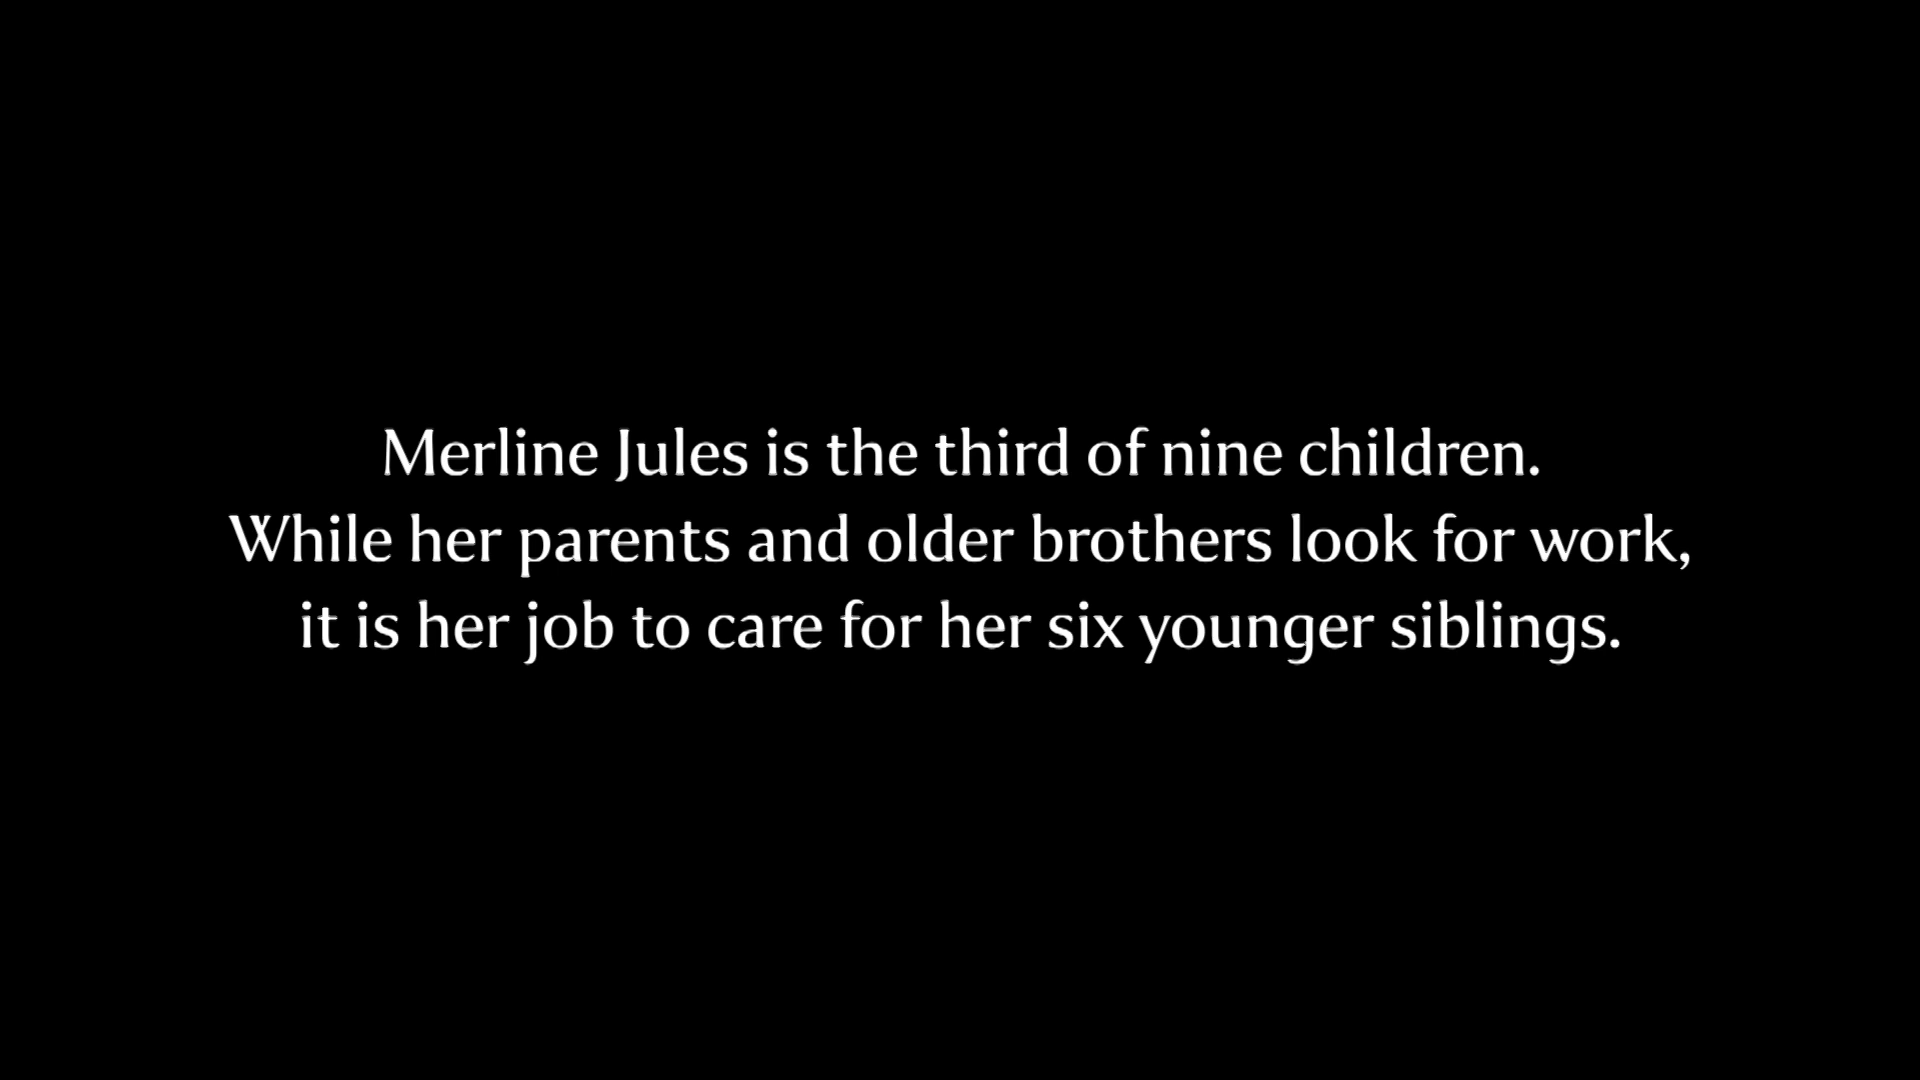 Merline Jules is the third of nine children.
While her parents and older brothers look for work,
it is her job to care for her six younger siblings.